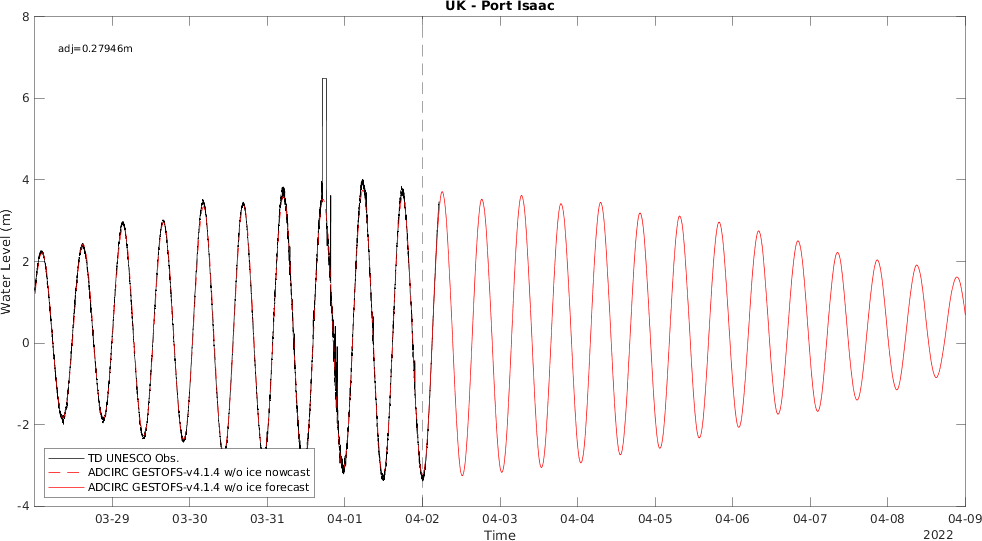 UK - Port Isaac
adj=0.27946m
Water Level (m)
8
6
4
2
0
-2
-4
TD UNESCO Obs.
ADCIRC GESTOFS-v4.1.4 w/o ice nowcast
ADCIRC GESTOFS-v4.1.4 w/o ice forecast
03-29 03-30 03-31 04-01 04-02 04-03 04-04 04-05 04-06 04-07 04-08 04-09
Time
2022